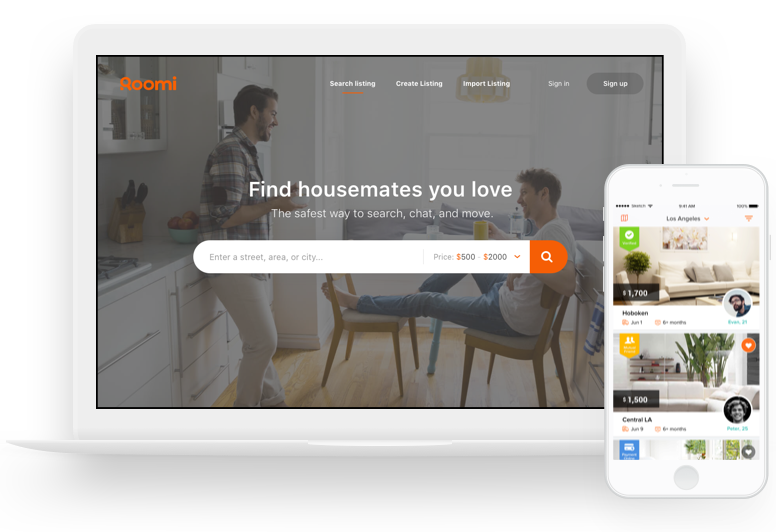 Roomi
Search listing
Create Listing
Import Listing
Sign in
Sign up
Find housemates you love
The safest way to search, chat, and move.
Enter a street, area, or city...
Price: $500 - $2000
Sketch
9:41 AM
100%
Los Angeles
Verified
$1,700
Hoboken
Jun 1
6+ months
Evan, 21
$1,500
Central LA
Jun 9
6+ months
Peter, 25